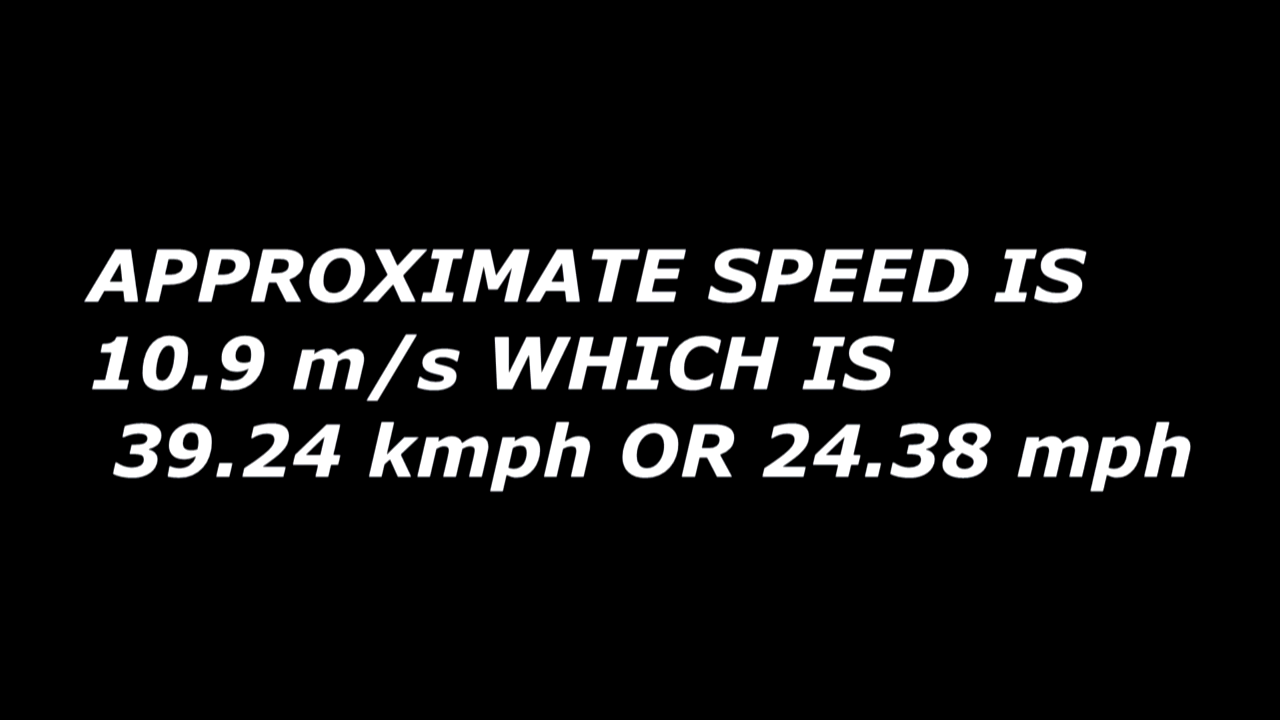 APPROXIMATE SPEED IS
10.9 m/s WHICH IS
39.24 kmph OR 24.38 mph